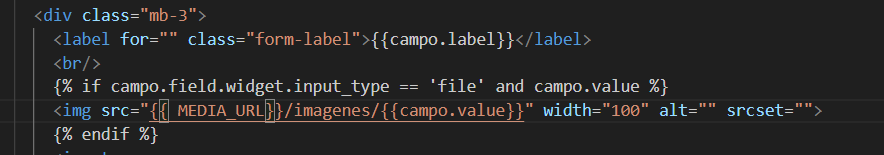 <div class="mb-3">
<label for="" class="form-label">{{campo.label}}</label>
<br/>
{% if campo.field.widget.input_type == 'file' and campo.value %}
<img src="{{ MEDIA_URL}}/imagenes/{{campo.value}}" width="100" alt="" srcset="">
{% endif %}